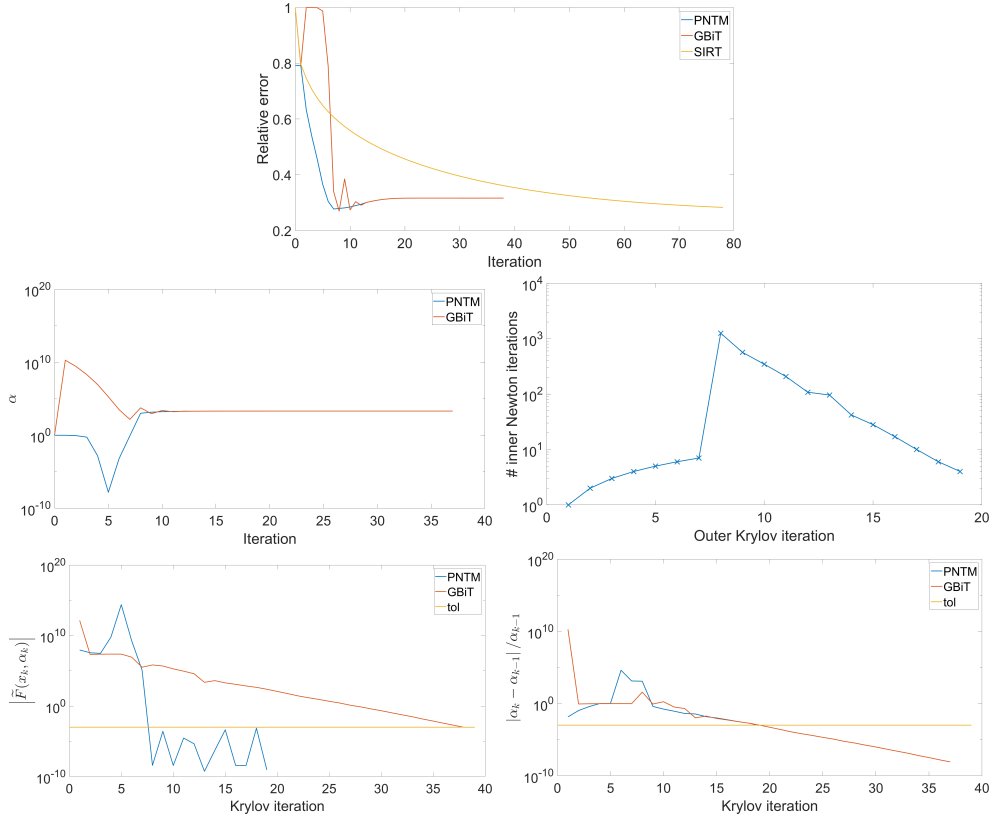 1
0.8
0.6
0.4
0.2
Relative error
0 10 20 30 40 50 60 70 80
Iteration
PNTM
GBiT
SIRT
10^20
10^10
10^0
10^-10
α
0 5 10 15 20 25 30 35 40
Iteration
PNTM
GBiT
10^4
10^3
10^2
10^1
10^0
# inner Newton iterations
0 5 10 15 20
Outer Krylov iteration
10^20
10^10
10^0
10^-10
|F̃(x_k, α_k)|
0 5 10 15 20 25 30 35 40
Krylov iteration
PNTM
GBiT
tol
10^20
10^10
10^0
10^-10
|α_k − α_{k−1}| / α_{k−1}
0 5 10 15 20 25 30 35 40
Krylov iteration
PNTM
GBiT
tol